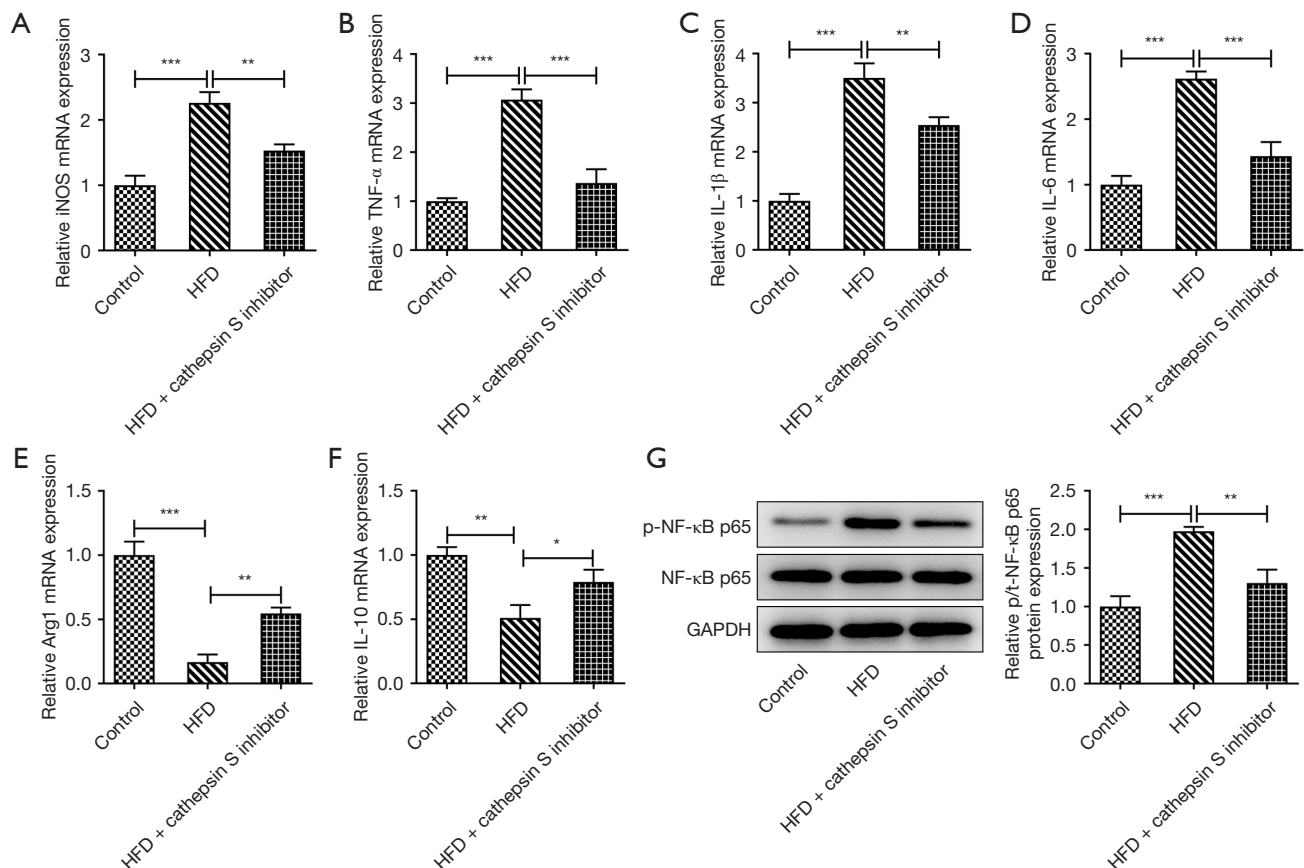 A
Relative iNOS mRNA expression
3
2
1
0
***
**
Control
HFD
HFD + cathepsin S inhibitor
B
Relative TNF-α mRNA expression
4
3
2
1
0
***
***
Control
HFD
HFD + cathepsin S inhibitor
C
Relative IL-1β mRNA expression
4
3
2
1
0
***
**
Control
HFD
HFD + cathepsin S inhibitor
D
Relative IL-6 mRNA expression
3
2
1
0
***
***
Control
HFD
HFD + cathepsin S inhibitor
E
Relative Arg1 mRNA expression
1.5
1.0
0.5
0.0
***
**
Control
HFD
HFD + cathepsin S inhibitor
F
Relative IL-10 mRNA expression
1.5
1.0
0.5
0.0
**
*
Control
HFD
HFD + cathepsin S inhibitor
G
p-NF-κB p65
NF-κB p65
GAPDH
Control
HFD
HFD + cathepsin S inhibitor
Relative p/t-NF-κB p65
protein expression
2.5
2.0
1.5
1.0
0.5
0.0
***
**
Control
HFD
HFD + cathepsin S inhibitor